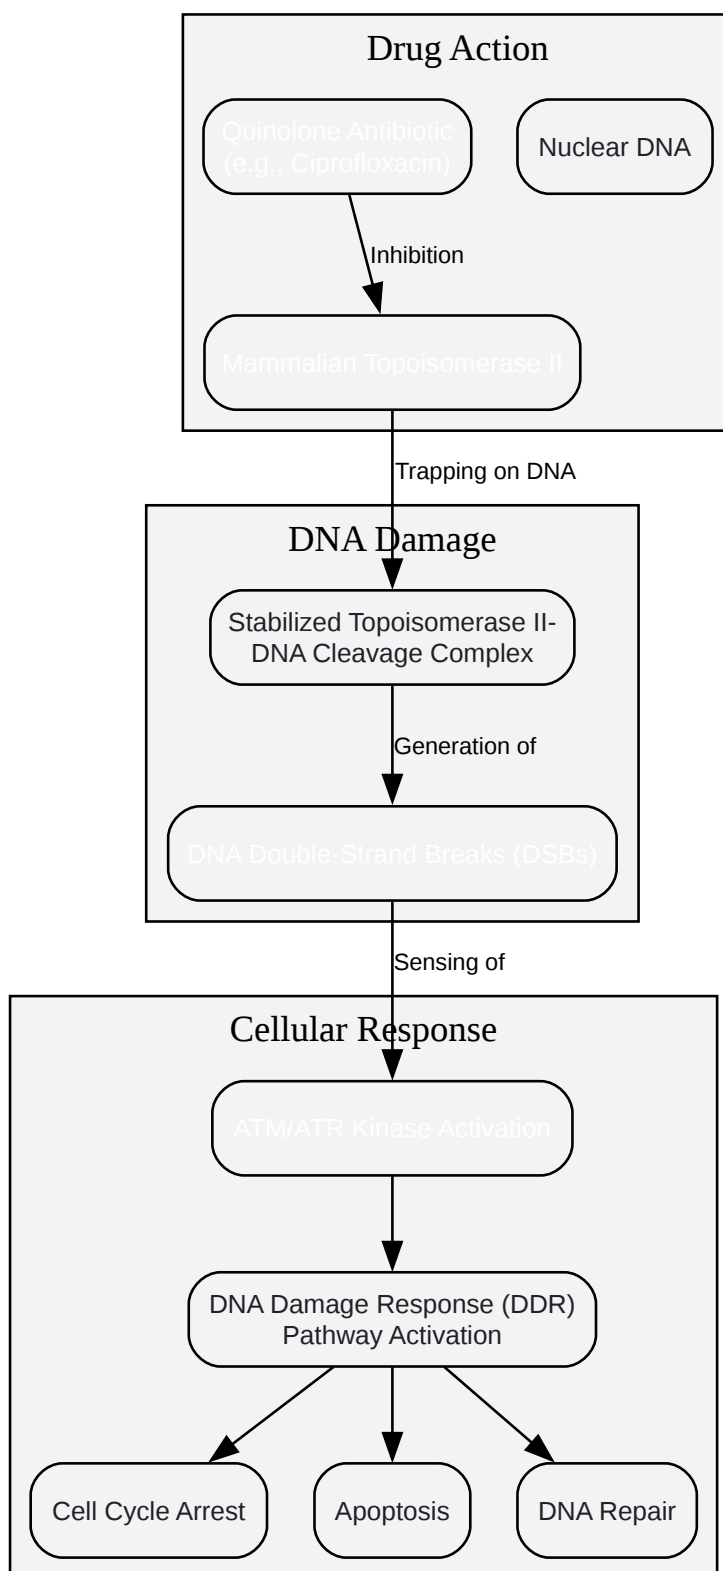 Drug Action
Quinolone Antibiotic
(e.g., Ciprofloxacin)
Nuclear DNA
Inhibition
Mammalian Topoisomerase II
Trapping on DNA
DNA Damage
Stabilized Topoisomerase II-
DNA Cleavage Complex
Generation of
DNA Double-Strand Breaks (DSBs)
Sensing of
Cellular Response
ATM/ATR Kinase Activation
DNA Damage Response (DDR)
Pathway Activation
Cell Cycle Arrest
Apoptosis
DNA Repair